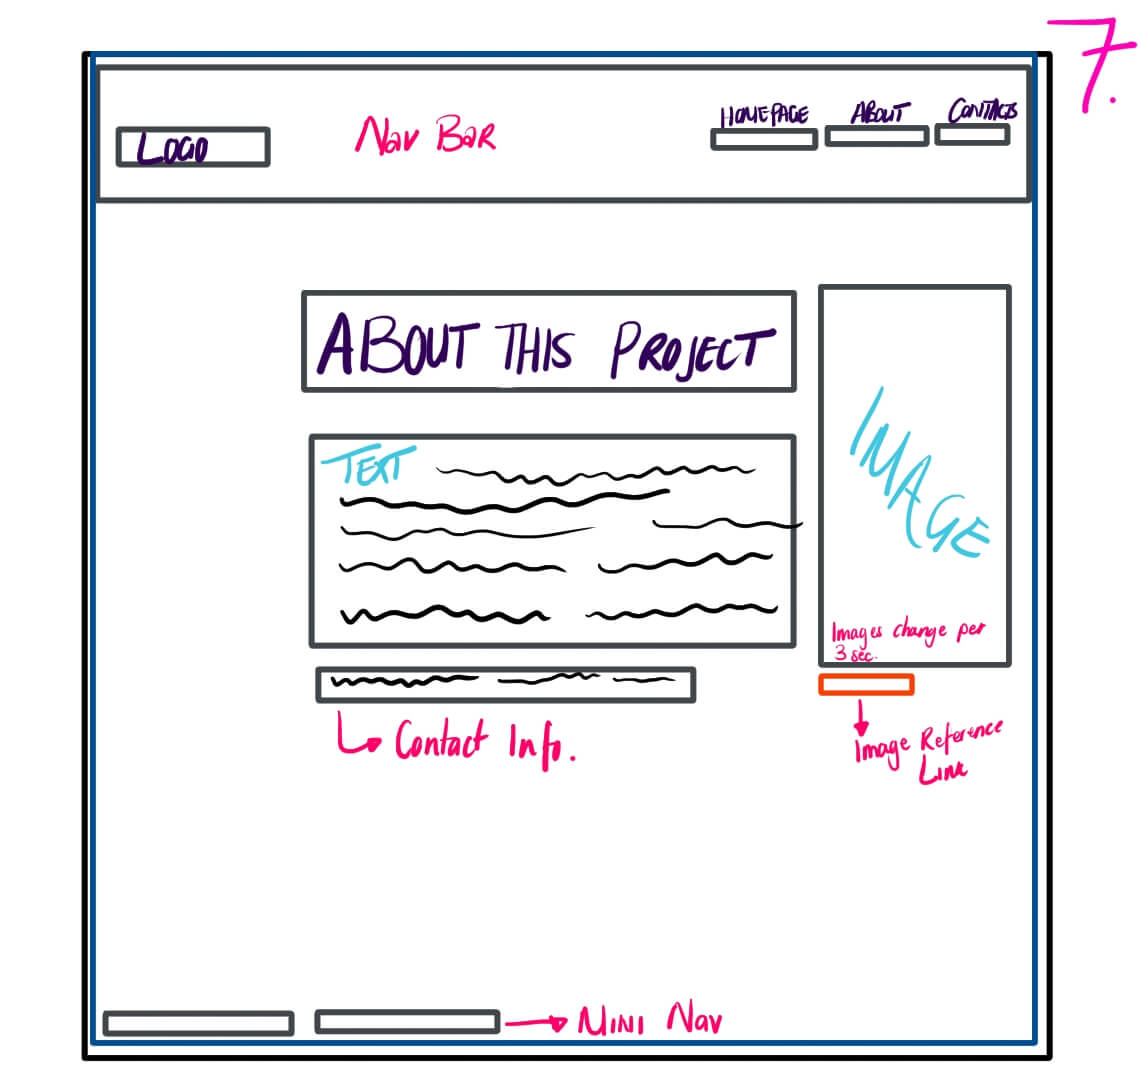 7.
LOGO
NAV BAR
HOMEPAGE
ABOUT
CONTACTS
ABOUT THIS PROJECT
TEXT
IMAGE
Images change per
3 sec.
Contact Info.
Image Reference
Link
MINI NAV